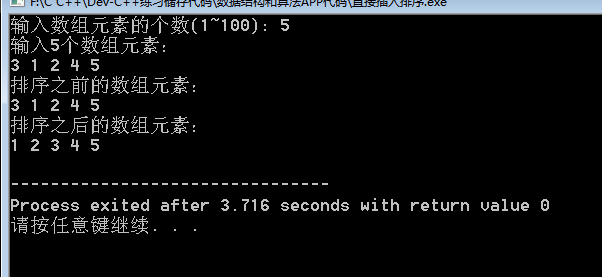 F:\C C++\Dev-C++练习储存代码\数据结构和算法APP代码\直接插入排序.exe
输入数组元素的个数(1~100): 5
输入5个数组元素:
3 1 2 4 5
排序之前的数组元素:
3 1 2 4 5
排序之后的数组元素:
1 2 3 4 5
--------------------------------
Process exited after 3.716 seconds with return value 0
请按任意键继续. . .